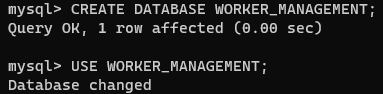 mysql> CREATE DATABASE WORKER_MANAGEMENT;
Query OK, 1 row affected (0.00 sec)

mysql> USE WORKER_MANAGEMENT;
Database changed